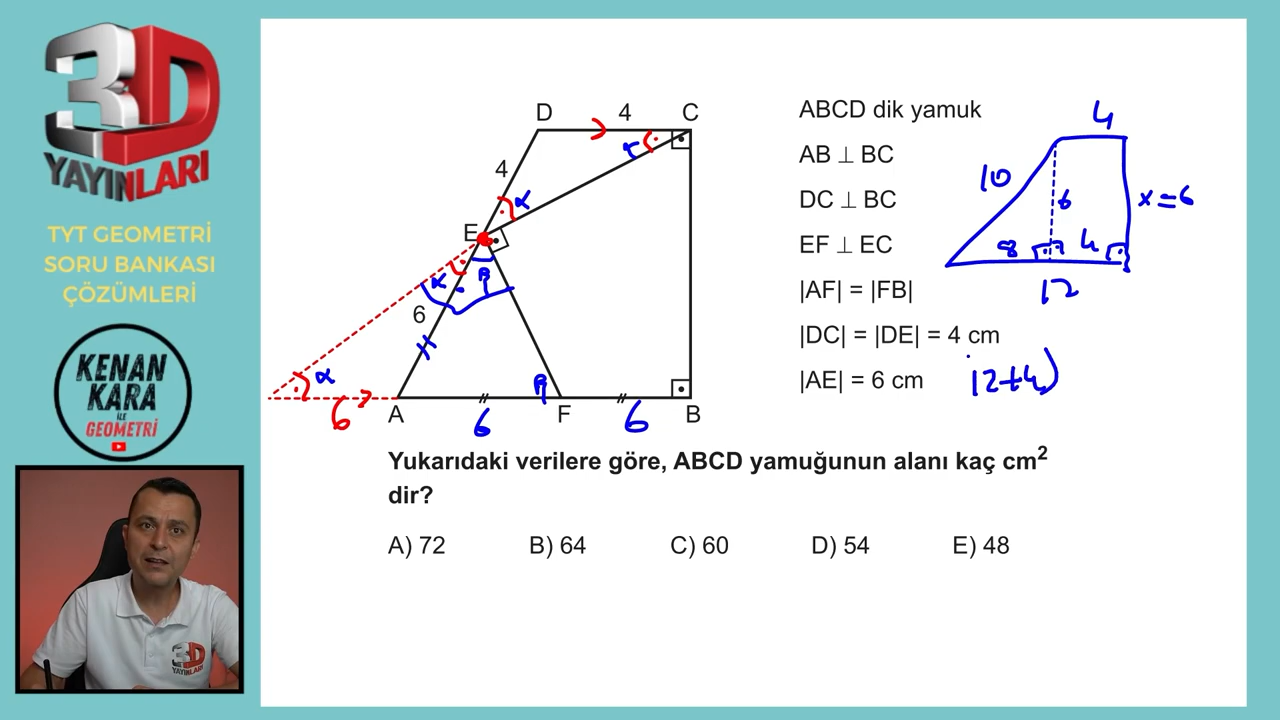 3D
YAYINLARI
TYT GEOMETRİ
SORU BANKASI
ÇÖZÜMLERİ
KENAN
KARA
İLE
GEOMETRİ
3D
YAYINLARI
D 4 C
4
α
E
α
β
6
α
β
6 A 6 F 6 B
ABCD dik yamuk
AB ⊥ BC
DC ⊥ BC
EF ⊥ EC
|AF| = |FB|
|DC| = |DE| = 4 cm
|AE| = 6 cm
12+4)
4
10
6
x=6
8 4
12
Yukarıdaki verilere göre, ABCD yamuğunun alanı kaç cm²
dir?
A) 72 B) 64 C) 60 D) 54 E) 48